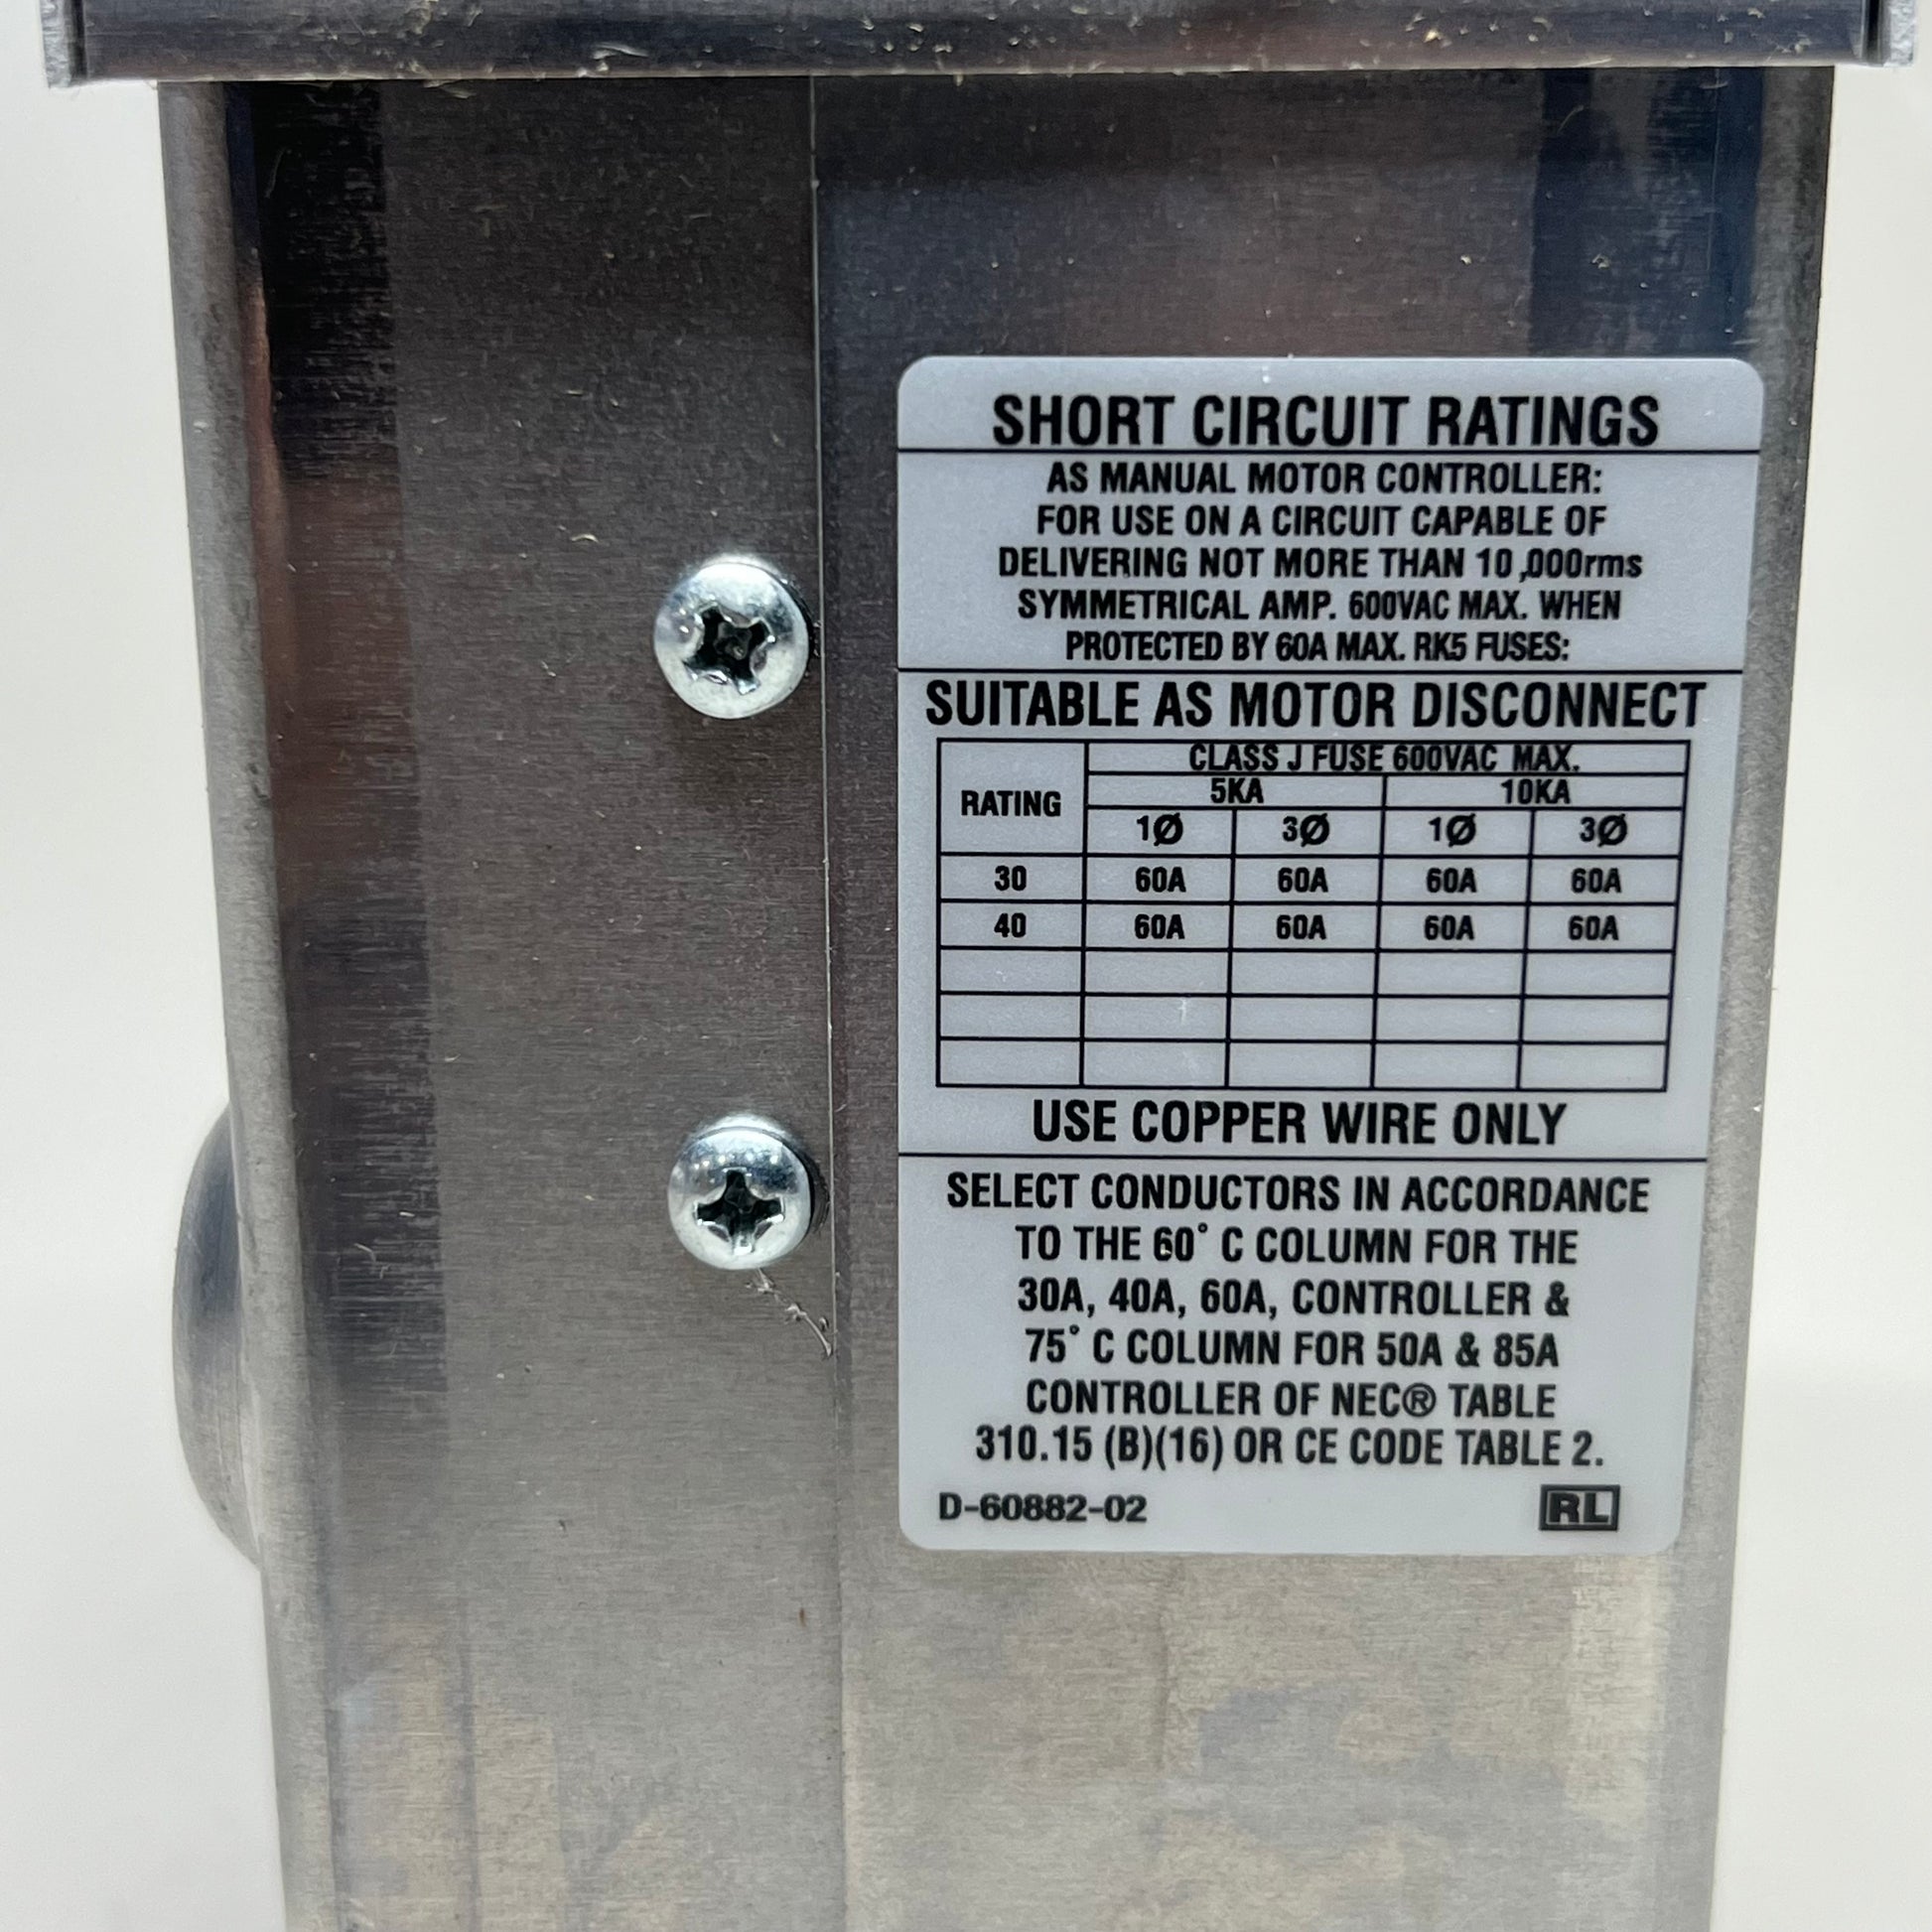 SHORT CIRCUIT RATINGS
AS MANUAL MOTOR CONTROLLER:
FOR USE ON A CIRCUIT CAPABLE OF
DELIVERING NOT MORE THAN 10,000rms
SYMMETRICAL AMP. 600VAC MAX. WHEN
PROTECTED BY 60A MAX. RK5 FUSES:
SUITABLE AS MOTOR DISCONNECT
CLASS J FUSE 600VAC MAX.
RATING 5KA 10KA
1Ø 3Ø 1Ø 3Ø
30 60A 60A 60A 60A
40 60A 60A 60A 60A
USE COPPER WIRE ONLY
SELECT CONDUCTORS IN ACCORDANCE
TO THE 60° C COLUMN FOR THE
30A, 40A, 60A, CONTROLLER &
75° C COLUMN FOR 50A & 85A
CONTROLLER OF NEC® TABLE
310.15 (B)(16) OR CE CODE TABLE 2.
D-60882-02 RL